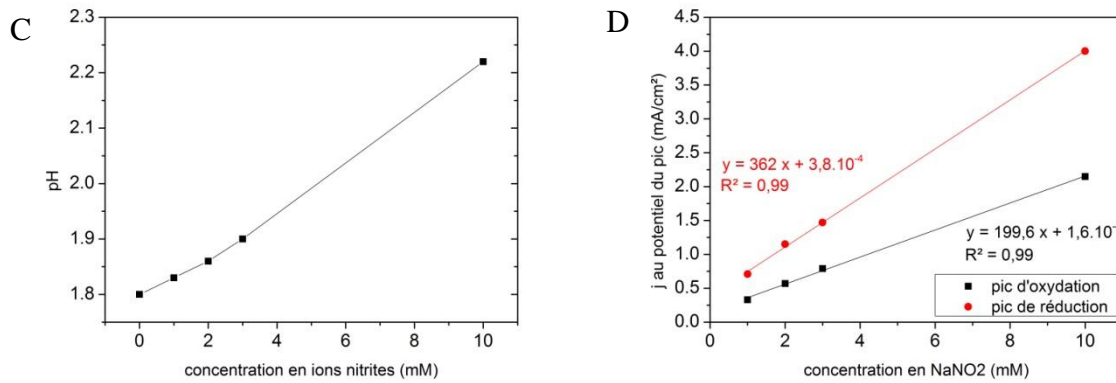 C
2.3
2.2
2.1
2.0
1.9
1.8
pH
0 2 4 6 8 10
concentration en ions nitrites (mM)
D
4.5
4.0
3.5
3.0
2.5
2.0
1.5
1.0
0.5
0.0
j au potentiel du pic (mA/cm²)
y = 362 x + 3,8.10⁻⁴
R² = 0,99
y = 199,6 x + 1,6.10⁻
R² = 0,99
pic d'oxydation
pic de réduction
0 2 4 6 8 10
concentration en NaNO2 (mM)